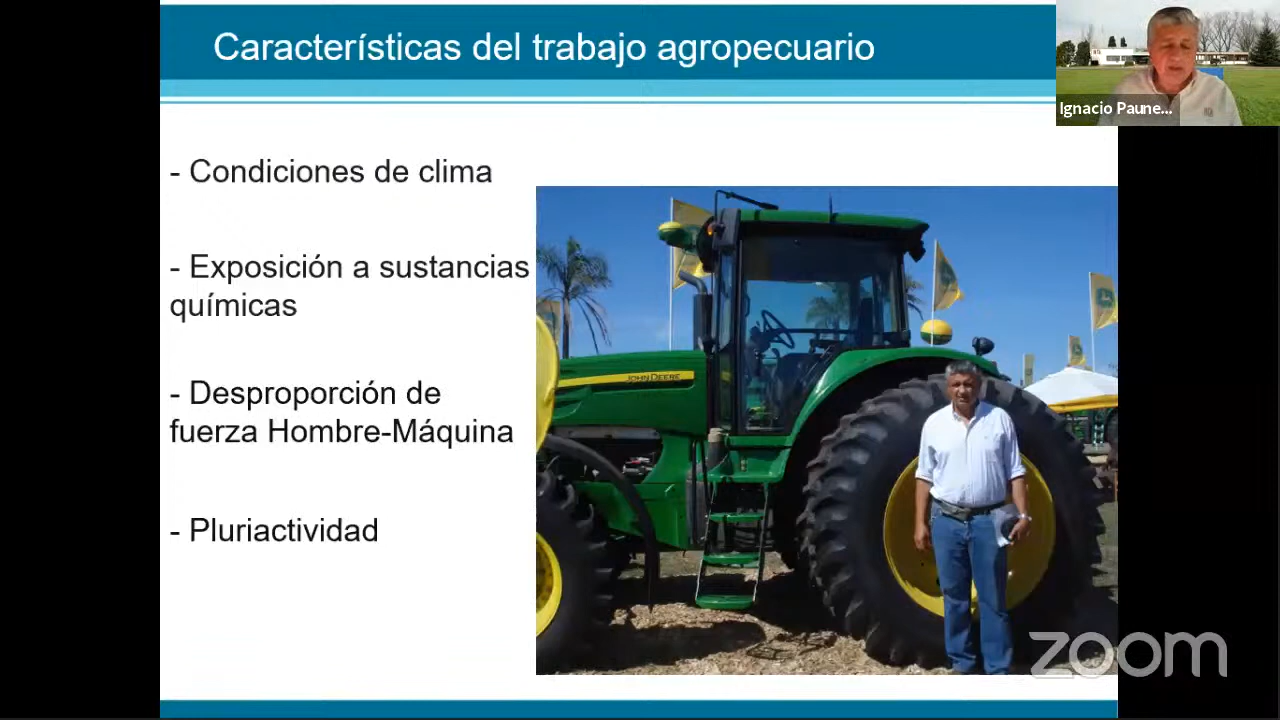 Características del trabajo agropecuario
Ignacio Paune...
- Condiciones de clima
- Exposición a sustancias
químicas
- Desproporción de
fuerza Hombre-Máquina
- Pluriactividad
JOHN DEERE
zoom